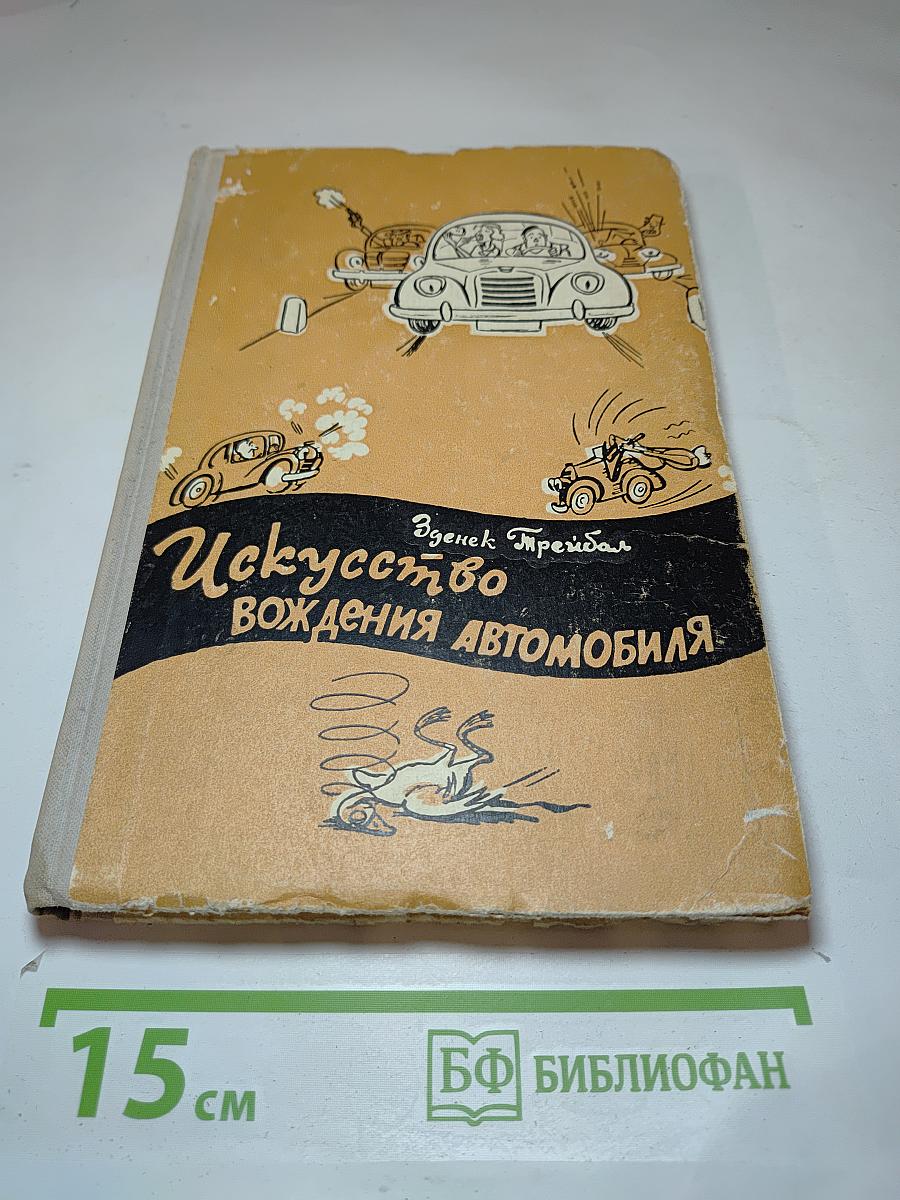 Зденек Трейбал
Искусство
ВОЖДЕНИЯ АВТОМОБИЛЯ
15 см
БФ БИБЛИОФАН